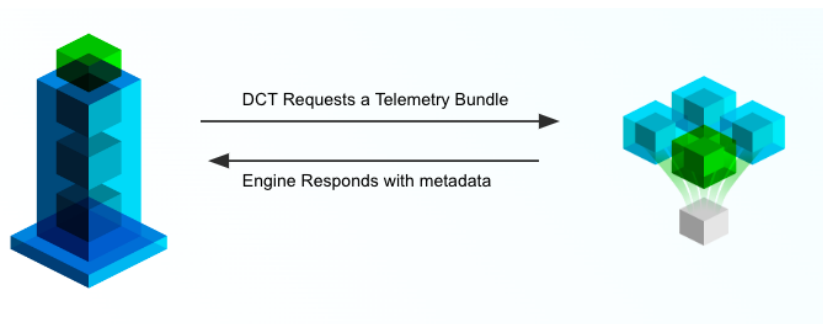 DCT Requests a Telemetry Bundle
Engine Responds with metadata